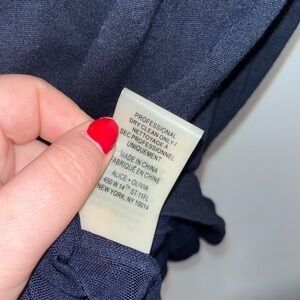 PROFESSIONAL
DRY CLEAN ONLY/
NETTOYAGE A
SEC PROFESSIONNEL
UNIQUEMENT
MADE IN CHINA
FABRIQUÉ EN CHINE
ALICE + OLIVIA
450 W 14TH ST 11FL
NEW YORK, NY 10014